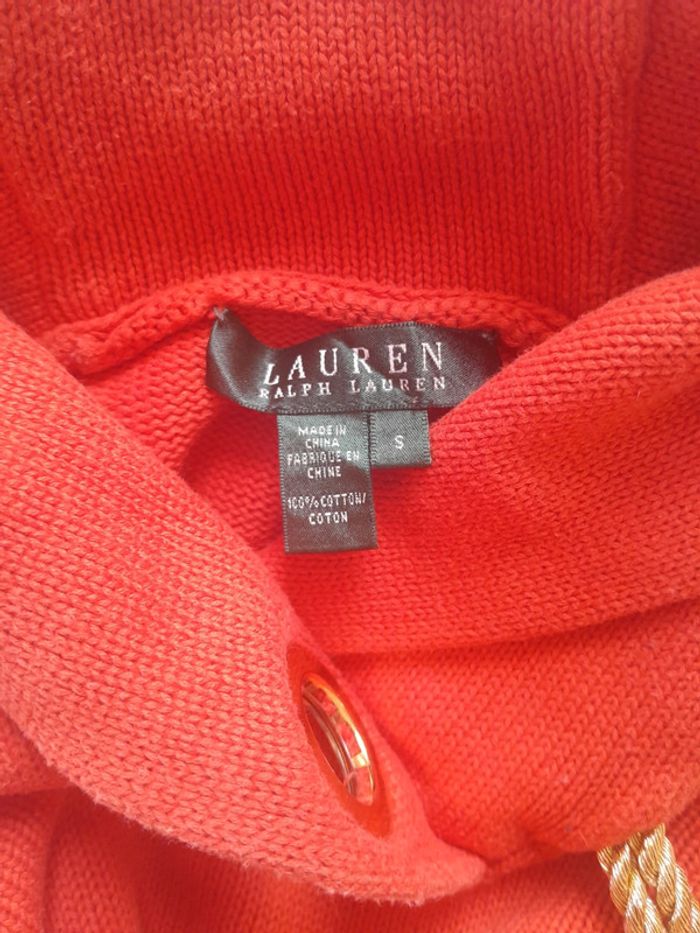 LAUREN
RALPH LAUREN
MADE IN
CHINA
FABRIQUE EN
CHINE
100% COTTON/
COTON
S